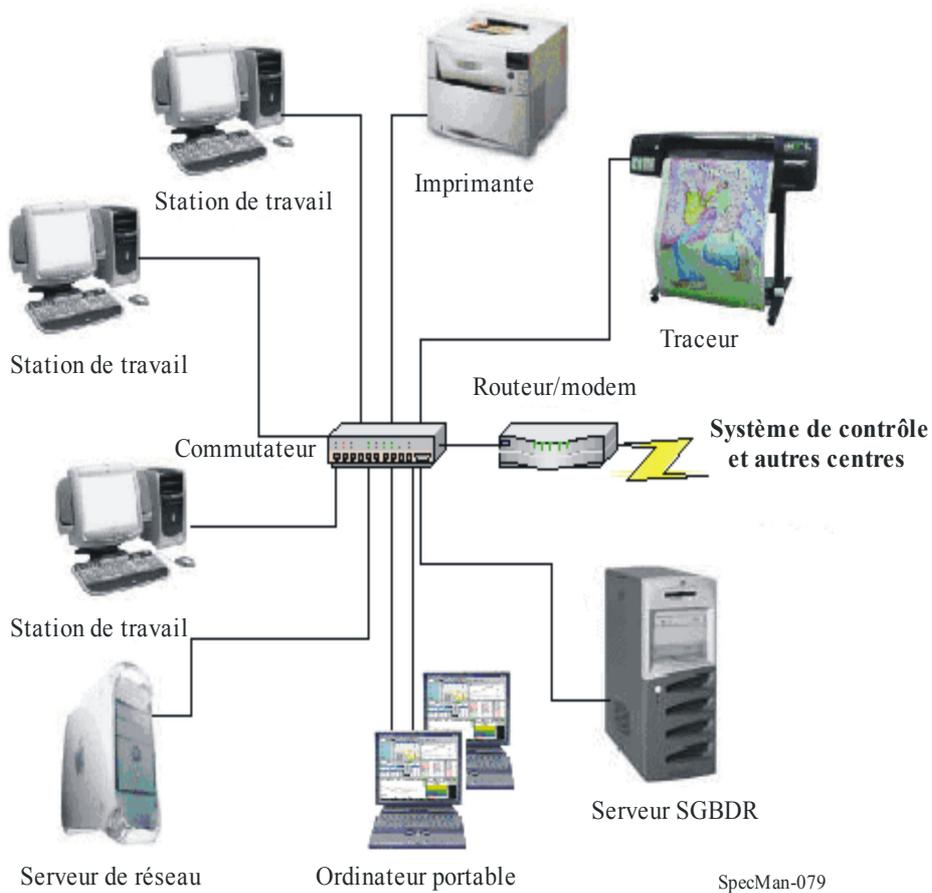 Station de travail
Imprimante
Station de travail
Traceur
Routeur/modem
Commutateur
Système de contrôle
et autres centres
Station de travail
Serveur SGBDR
Serveur de réseau
Ordinateur portable
SpecMan-079